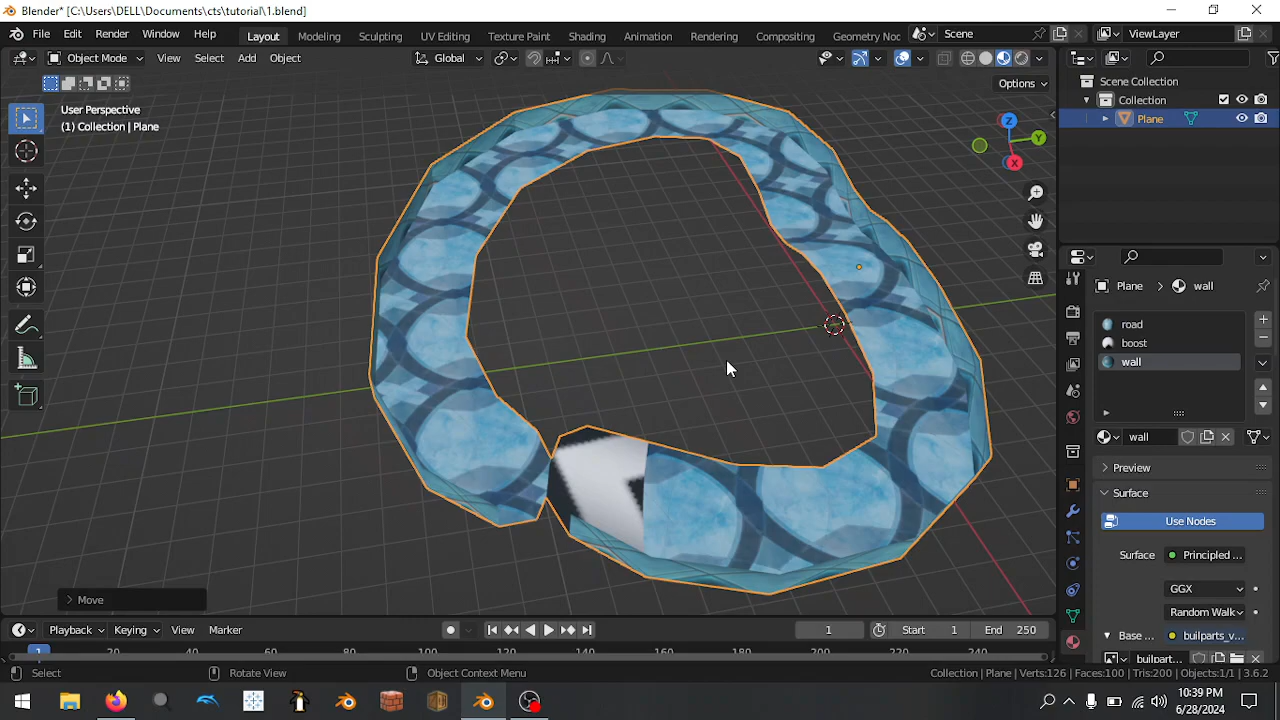 Blender* [C:\Users\DELL\Documents\cts\tutorial\1.blend]
File Edit Render Window Help Layout Modeling Sculpting UV Editing Texture Paint Shading Animation Rendering Compositing Geometry Noc Scene ViewLayer
Object Mode View Select Add Object Global
Options
User Perspective
(1) Collection | Plane
Scene Collection
Collection
Plane
Z
Y
X
Plane > wall
road
boost
wall
wall
Preview
Surface
Use Nodes
Surface Principled ...
GGX
Random Walk
Base ... builparts_v...
builpart...
Move
Playback Keying View Marker 1 Start 1 End 250
20 40 60 80 100 120 140 160 180 200 220 240
1
Select Rotate View Object Context Menu Collection | Plane | Verts:126 | Faces:100 | Tris:200 | Objects:1/1 | 3.6.2
10:39 PM
6/28/2024